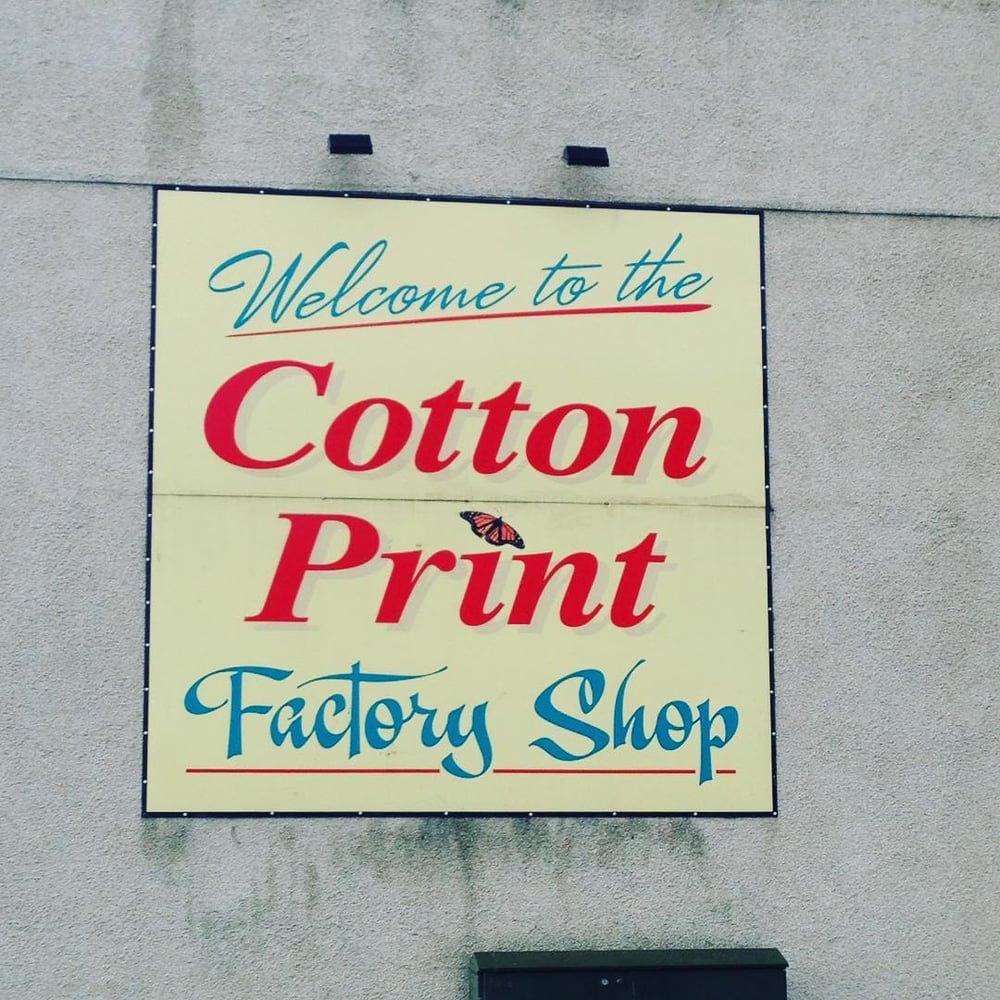 Welcome to the
Cotton
Print
Factory Shop